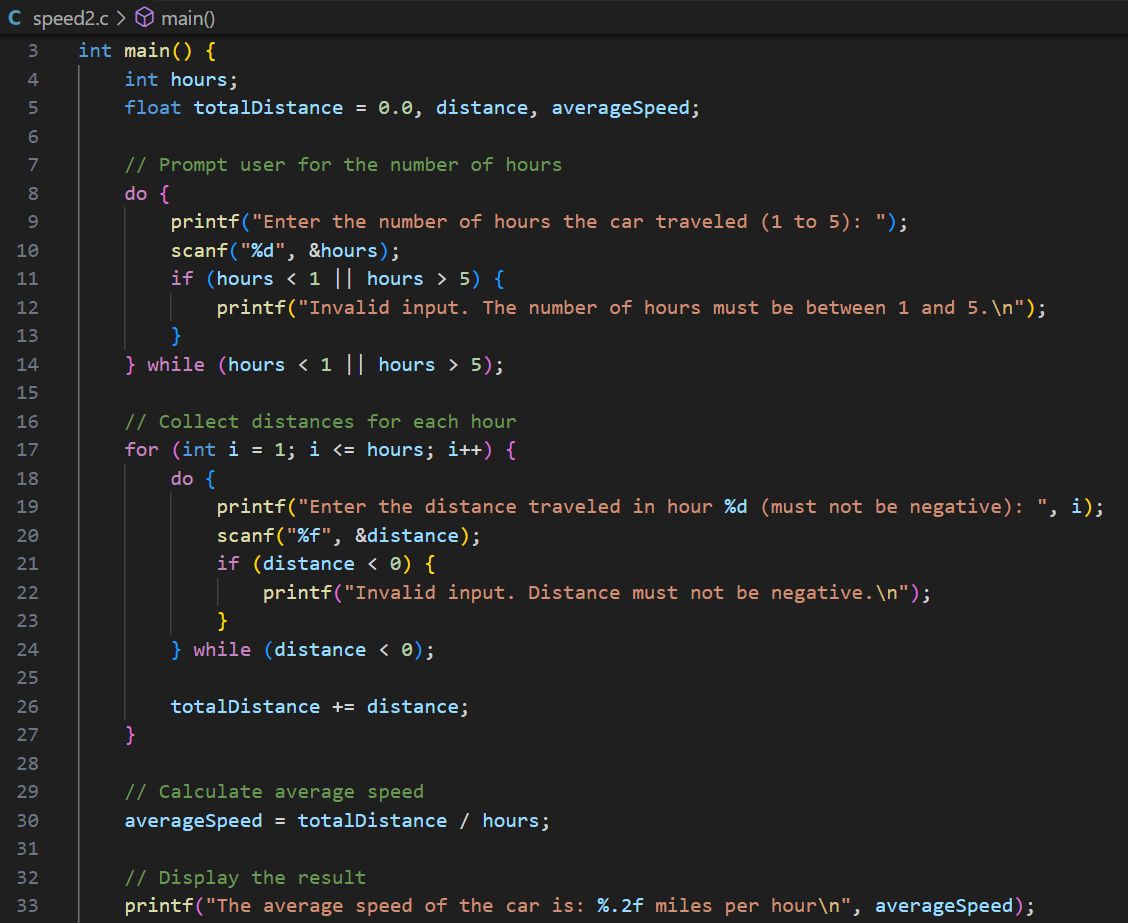 C speed2.c > main()
3 int main() {
4 int hours;
5 float totalDistance = 0.0, distance, averageSpeed;
6
7 // Prompt user for the number of hours
8 do {
9 printf("Enter the number of hours the car traveled (1 to 5): ");
10 scanf("%d", &hours);
11 if (hours < 1 || hours > 5) {
12 printf("Invalid input. The number of hours must be between 1 and 5.\n");
13 }
14 } while (hours < 1 || hours > 5);
15
16 // Collect distances for each hour
17 for (int i = 1; i <= hours; i++) {
18 do {
19 printf("Enter the distance traveled in hour %d (must not be negative): ", i);
20 scanf("%f", &distance);
21 if (distance < 0) {
22 printf("Invalid input. Distance must not be negative.\n");
23 }
24 } while (distance < 0);
25
26 totalDistance += distance;
27 }
28
29 // Calculate average speed
30 averageSpeed = totalDistance / hours;
31
32 // Display the result
33 printf("The average speed of the car is: %.2f miles per hour\n", averageSpeed);